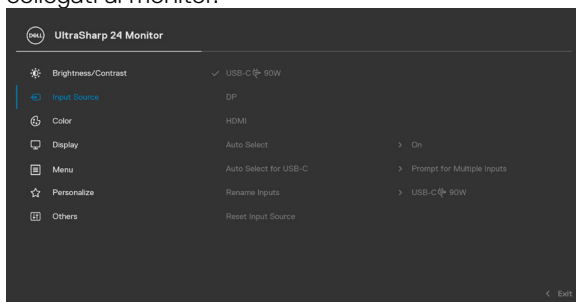 collegati al monitor.
DELL UltraSharp 24 Monitor
Brightness/Contrast USB-C 90W
Input Source DP
Color HDMI
Display Auto Select > On
Menu Auto Select for USB-C > Prompt for Multiple Inputs
Personalize Rename Inputs > USB-C 90W
Others Reset Input Source
< Exit